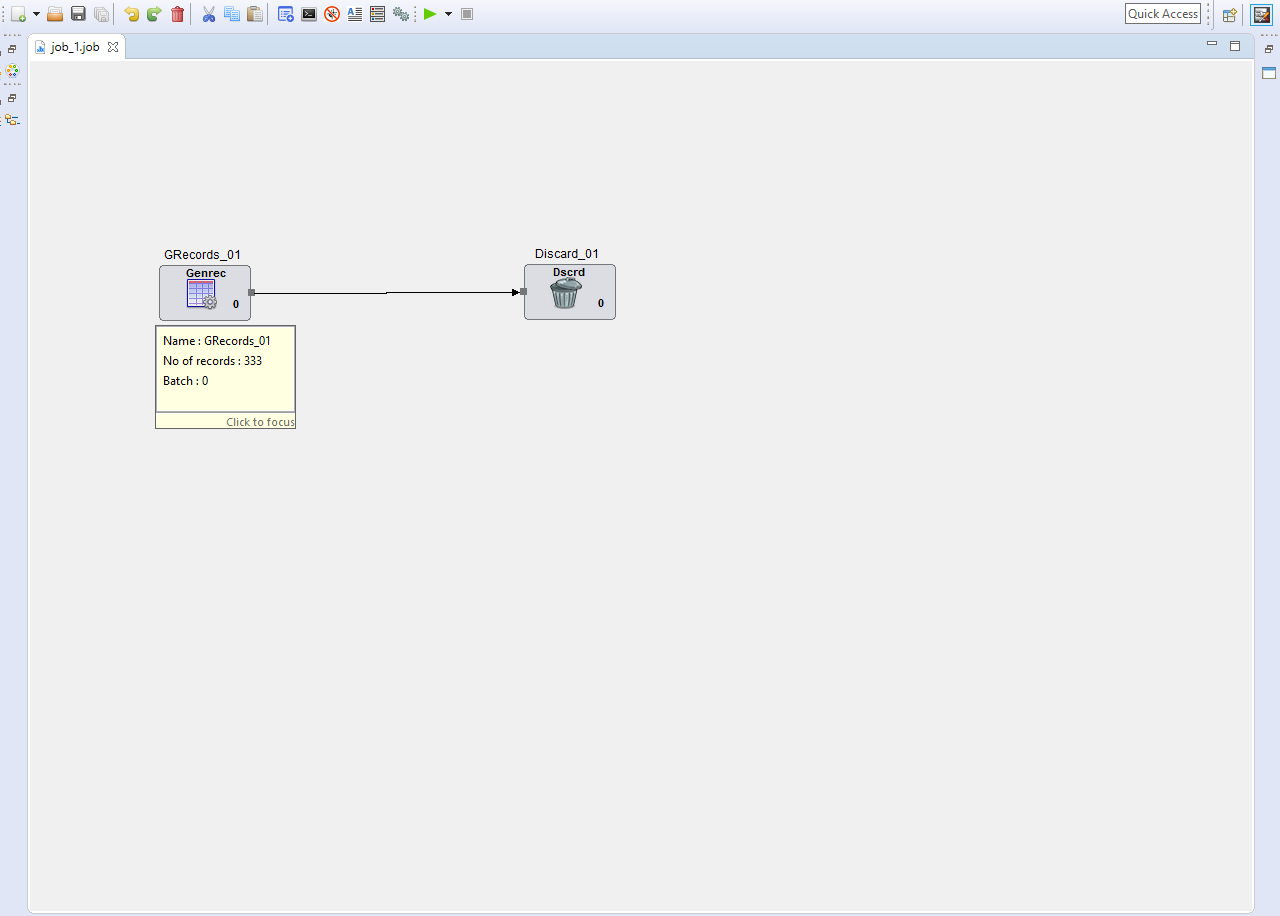 Quick Access
job_1.job
GRecords_01
Genrec
0
Discard_01
Dscrd
0
Name : GRecords_01
No of records : 333
Batch : 0
Click to focus